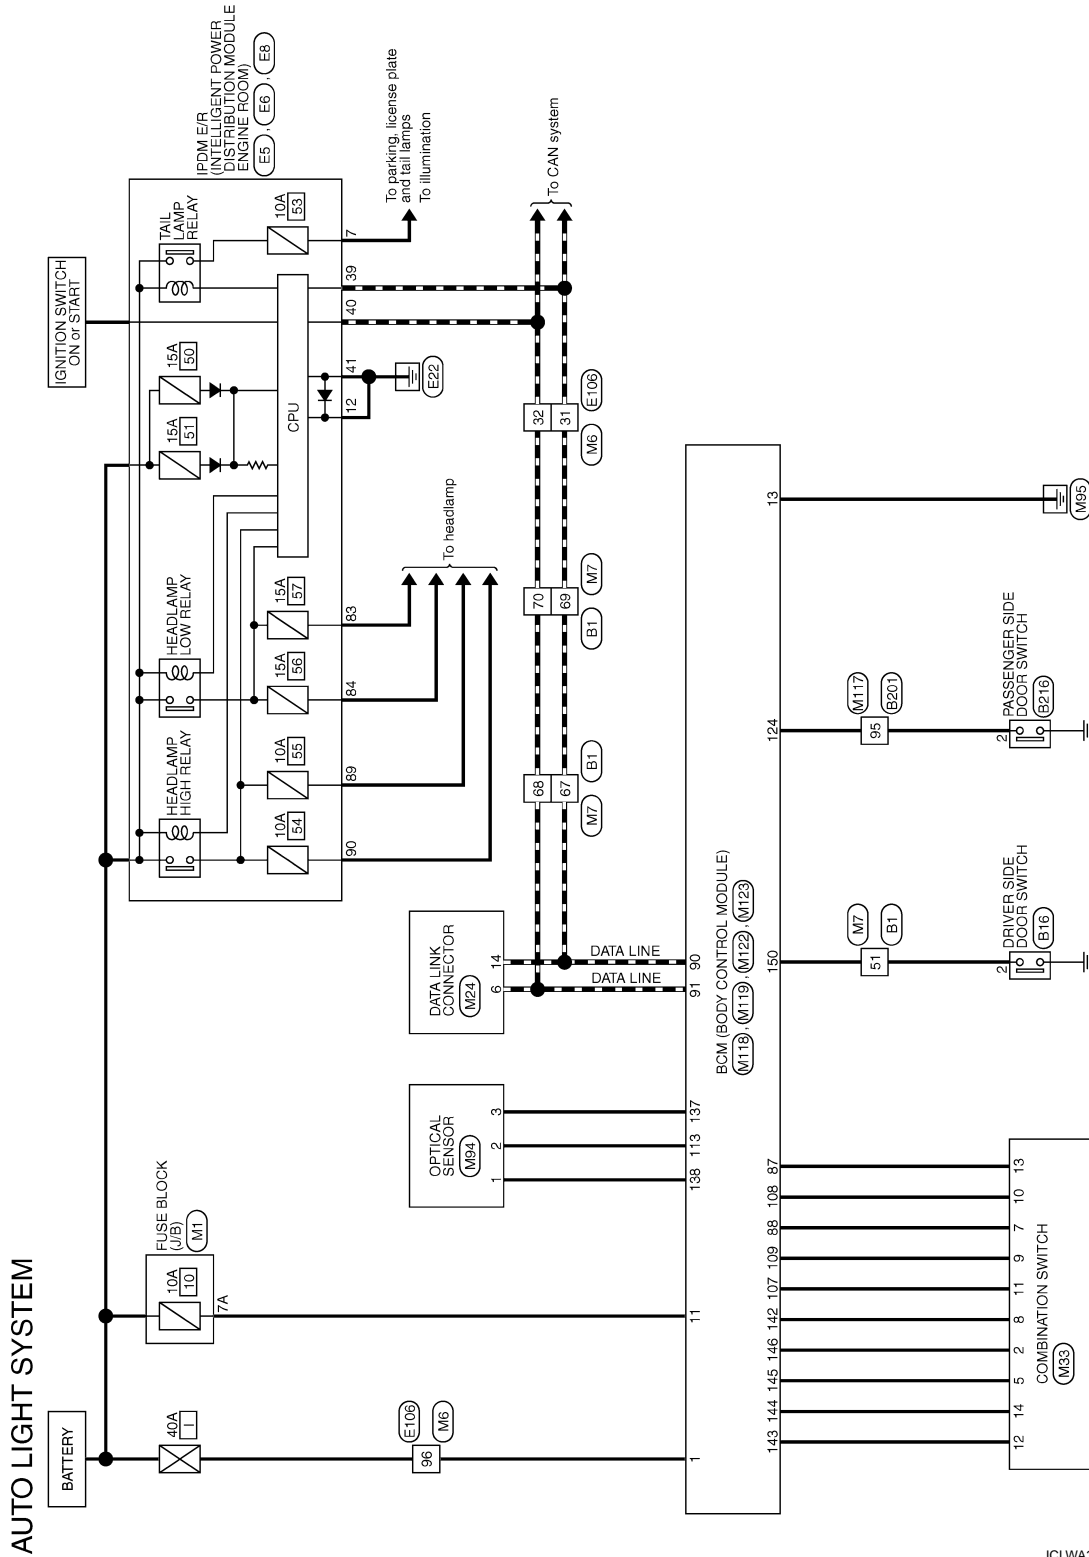 AUTO LIGHT SYSTEM
BATTERY
IGNITION SWITCH
ON or START
IPDM E/R
(INTELLIGENT POWER
DISTRIBUTION MODULE
ENGINE ROOM)
E5 , E6 , E8
40A
I
FUSE BLOCK
(J/B)
M1
10A
10
7A
HEADLAMP
HIGH RELAY
HEADLAMP
LOW RELAY
15A
51
15A
50
TAIL
LAMP
RELAY
10A
54
10A
55
15A
56
15A
57
CPU
10A
53
90
89
84
83
12
41
40
39
7
E22
To headlamp
To parking, license plate
and tail lamps
To illumination
To CAN system
E106
96
M6
OPTICAL
SENSOR
M94
1
2
3
DATA LINK
CONNECTOR
M24
6
14
DATA LINE
DATA LINE
68
67
M7
B1
70
69
B1
M7
32
31
M6
E106
1
11
138
113
137
91
90
BCM (BODY CONTROL MODULE)
M118 , M119 , M122 , M123
143
144
145
146
142
107
109
88
108
87
150
124
13
12
14
5
2
8
11
9
7
10
13
COMBINATION SWITCH
M33
M7
51
B1
2
DRIVER SIDE
DOOR SWITCH
B16
M117
95
B201
2
PASSENGER SIDE
DOOR SWITCH
B216
M95